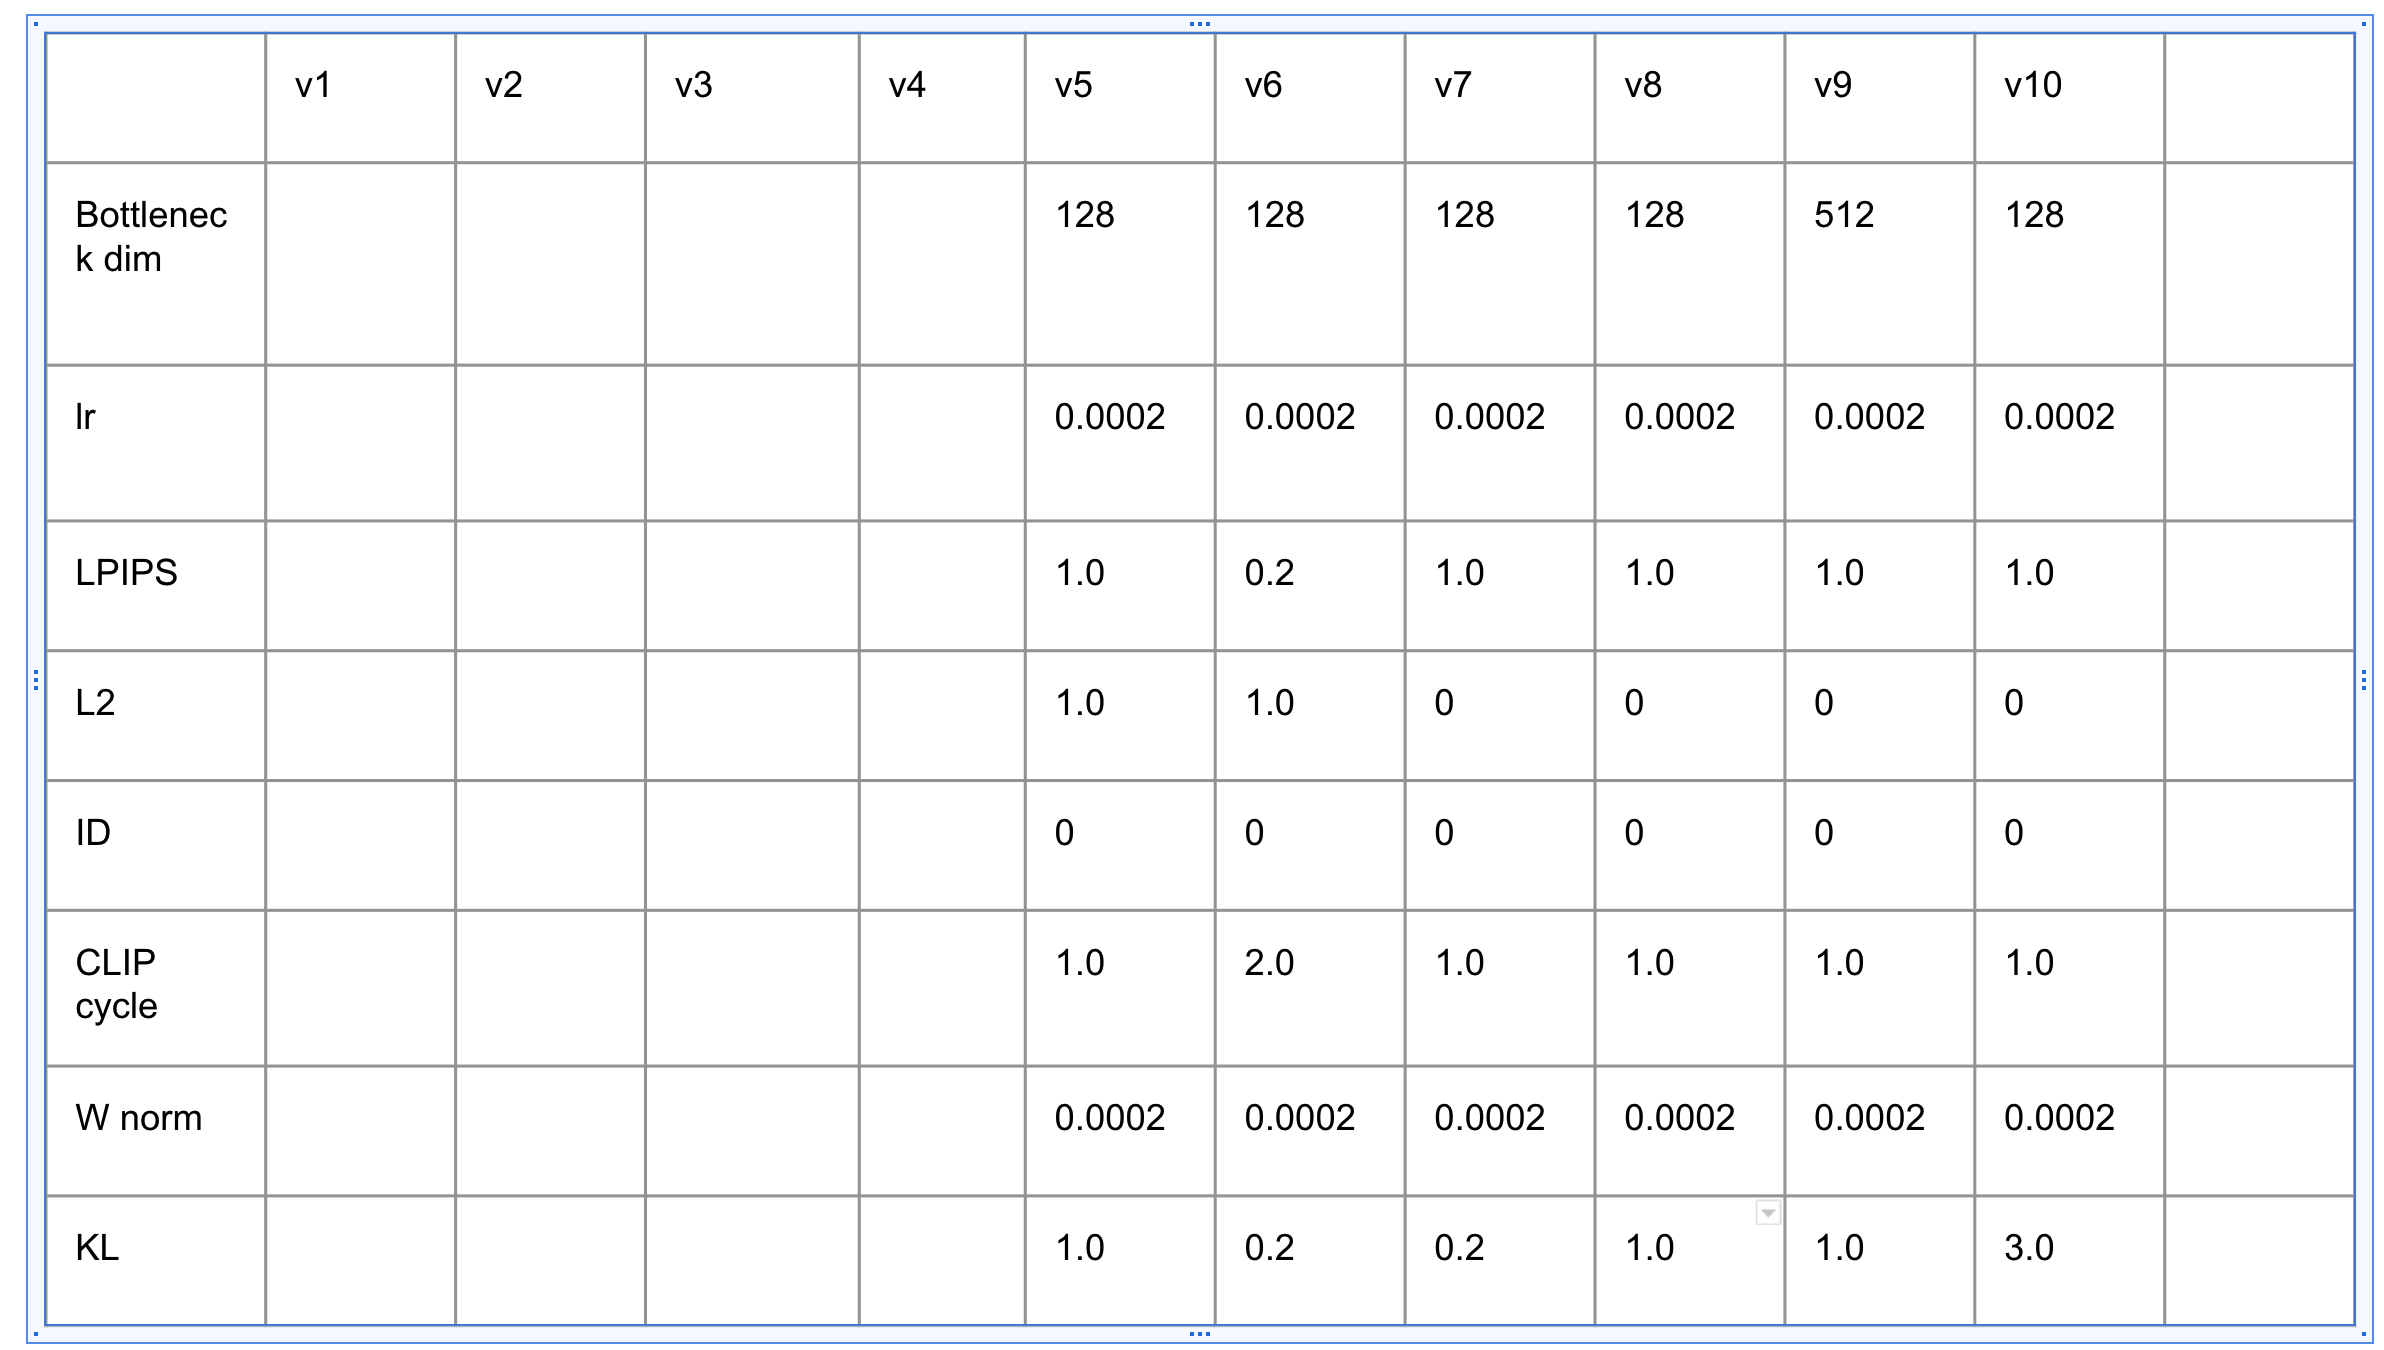 v1 v2 v3 v4 v5 v6 v7 v8 v9 v10
Bottlenec 128 128 128 128 512 128
k dim
lr 0.0002 0.0002 0.0002 0.0002 0.0002 0.0002
LPIPS 1.0 0.2 1.0 1.0 1.0 1.0
L2 1.0 1.0 0 0 0 0
ID 0 0 0 0 0 0
CLIP 1.0 2.0 1.0 1.0 1.0 1.0
cycle
W norm 0.0002 0.0002 0.0002 0.0002 0.0002 0.0002
KL 1.0 0.2 0.2 1.0 1.0 3.0